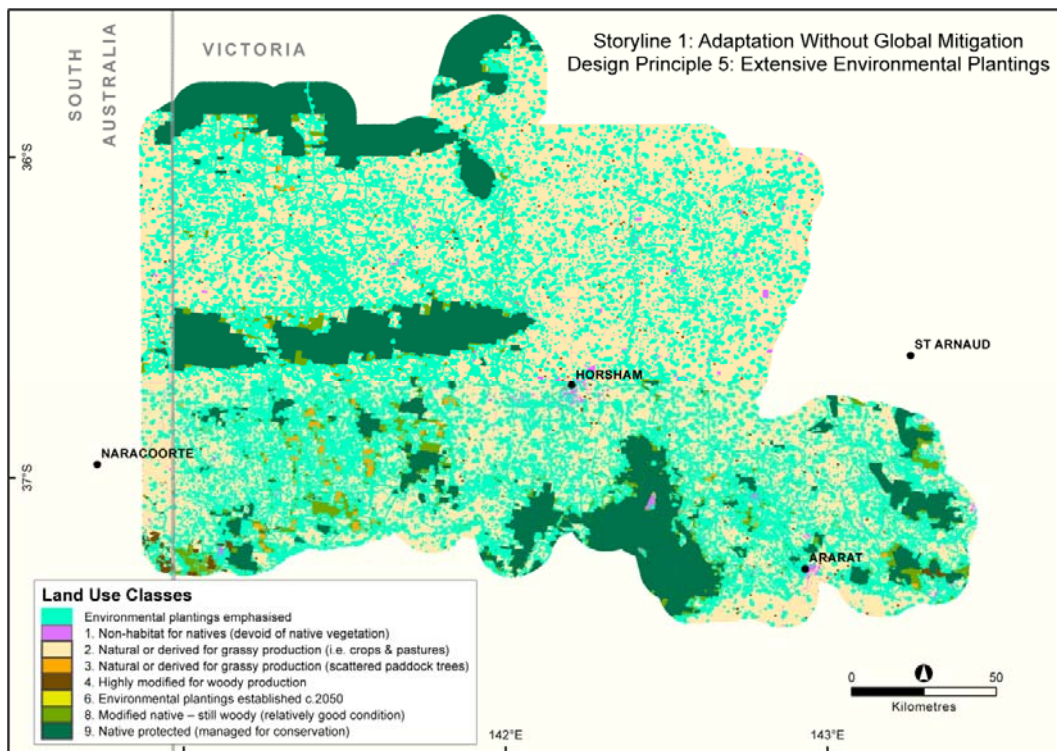 Storyline 1: Adaptation Without Global Mitigation
Design Principle 5: Extensive Environmental Plantings
SOUTH
AUSTRALIA
VICTORIA
36°S
ST ARNAUD
HORSHAM
NARACOORTE
37°S
ARARAT
Land Use Classes
Environmental plantings emphasised
1. Non-habitat for natives (devoid of native vegetation)
2. Natural or derived for grassy production (i.e. crops & pastures)
3. Natural or derived for grassy production (scattered paddock trees)
4. Highly modified for woody production
6. Environmental plantings established c.2050
8. Modified native – still woody (relatively good condition)
9. Native protected (managed for conservation)
0 50
Kilometres
142°E
143°E